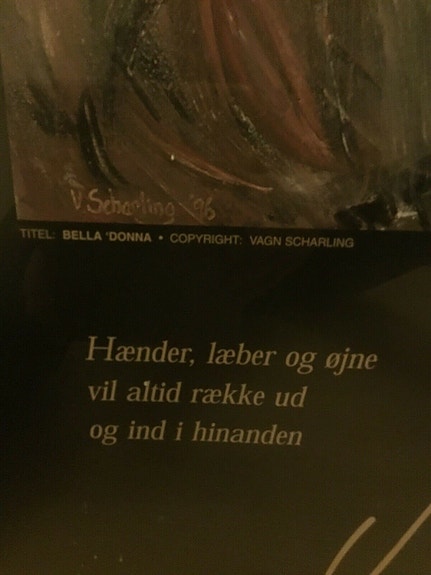 V Scharling '96
TITEL: BELLA 'DONNA • COPYRIGHT: VAGN SCHARLING
Hænder, læber og øjne
vil altid række ud
og ind i hinanden